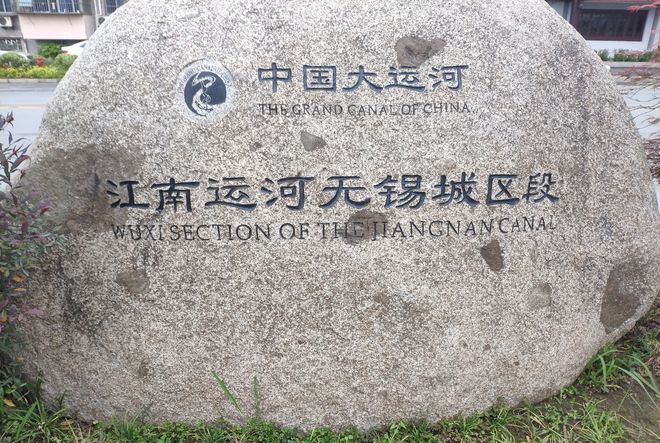 中国大运河
THE GRAND CANAL OF CHINA
江南运河无锡城区段
WUXI SECTION OF THE JIANGNAN CANAL